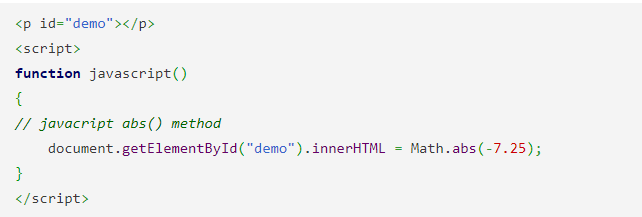 <p id="demo"></p>
<script>
function javascript()
{
// javacript abs() method
    document.getElementById("demo").innerHTML = Math.abs(-7.25);
}
</script>